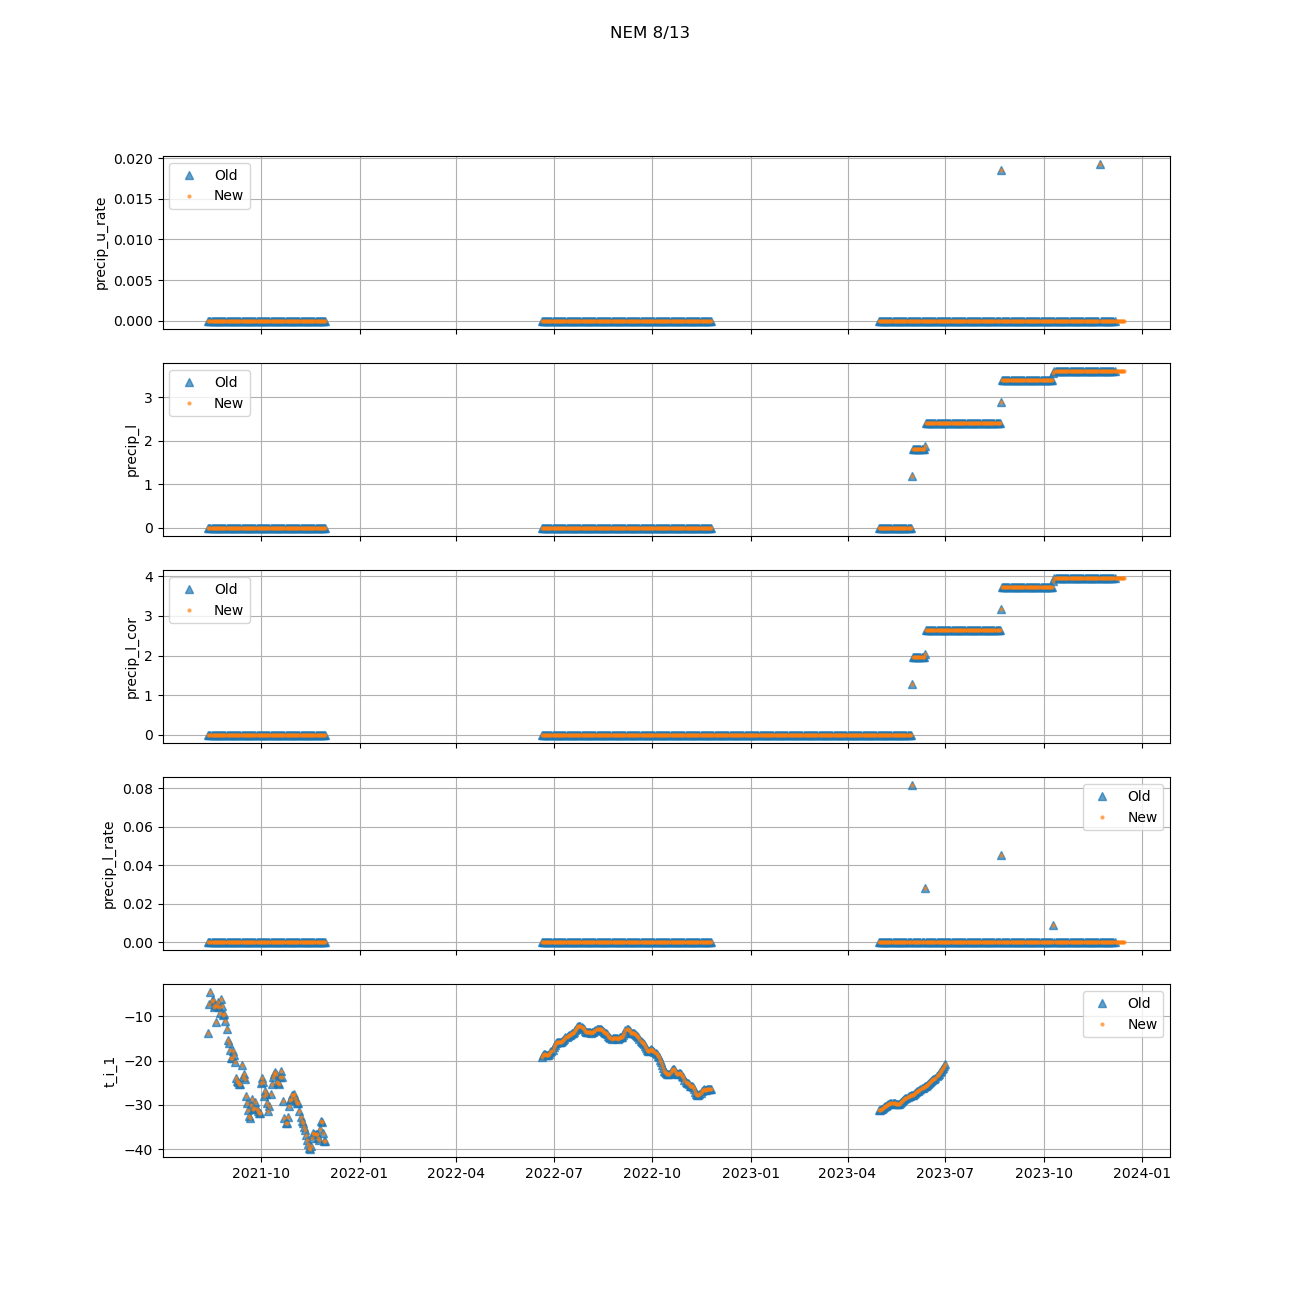 NEM 8/13
precip_u_rate
0.020
0.015
0.010
0.005
0.000
Old
New
precip_l
3
2
1
0
Old
New
precip_l_cor
4
3
2
1
0
Old
New
precip_l_rate
0.08
0.06
0.04
0.02
0.00
Old
New
t_i_1
−10
−20
−30
−40
Old
New
2021-10
2022-01
2022-04
2022-07
2022-10
2023-01
2023-04
2023-07
2023-10
2024-01